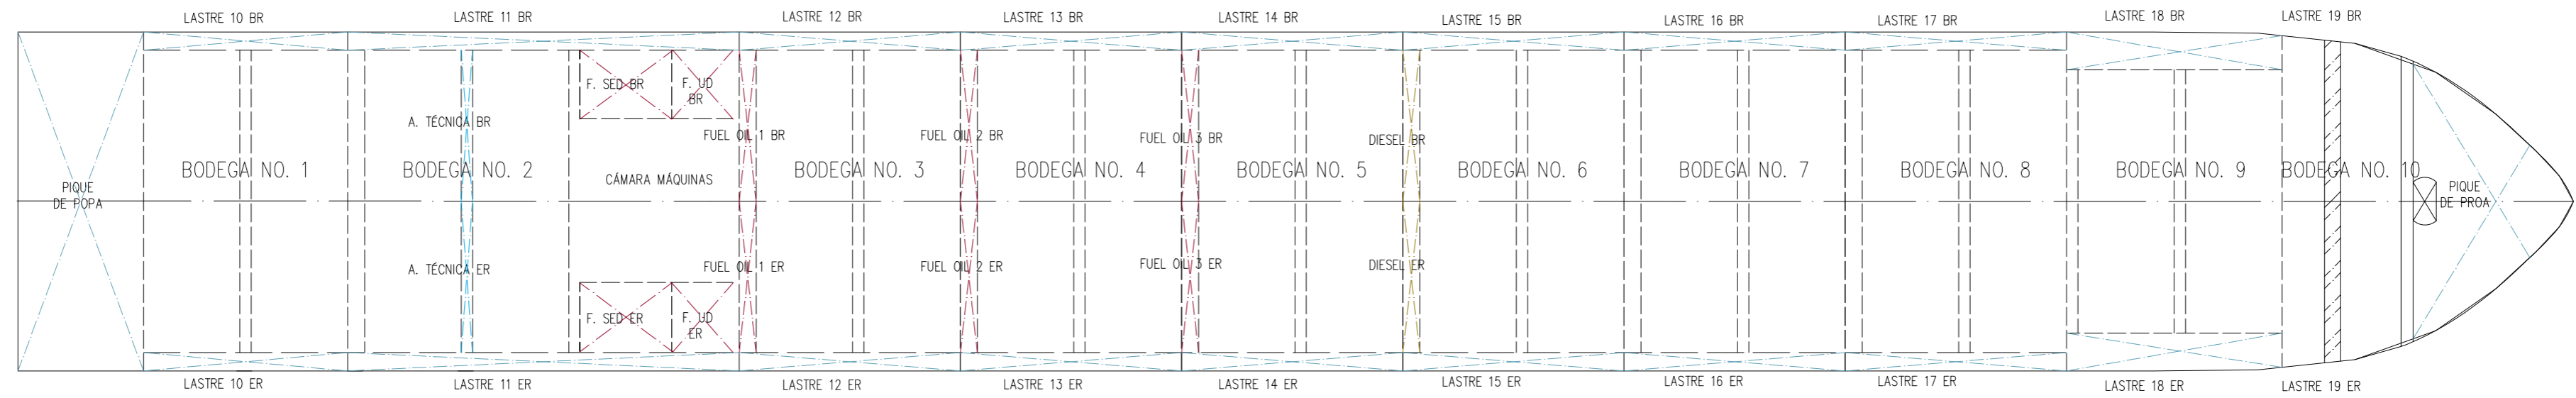 LASTRE 10 BR
LASTRE 11 BR
LASTRE 12 BR
LASTRE 13 BR
LASTRE 14 BR
LASTRE 15 BR
LASTRE 16 BR
LASTRE 17 BR
LASTRE 18 BR
LASTRE 19 BR
F. SED BR
F. UD
BR
A. TÉCNICA BR
FUEL OIL 1 BR
FUEL OIL 2 BR
FUEL OIL 3 BR
DIESEL BR
BODEGA NO. 1
BODEGA NO. 2
CÁMARA MÁQUINAS
BODEGA NO. 3
BODEGA NO. 4
BODEGA NO. 5
BODEGA NO. 6
BODEGA NO. 7
BODEGA NO. 8
BODEGA NO. 9
BODEGA NO. 10
PIQUE
DE POPA
PIQUE
DE PROA
A. TÉCNICA ER
FUEL OIL 1 ER
FUEL OIL 2 ER
FUEL OIL 3 ER
DIESEL ER
F. SED ER
F. UD
ER
LASTRE 10 ER
LASTRE 11 ER
LASTRE 12 ER
LASTRE 13 ER
LASTRE 14 ER
LASTRE 15 ER
LASTRE 16 ER
LASTRE 17 ER
LASTRE 18 ER
LASTRE 19 ER